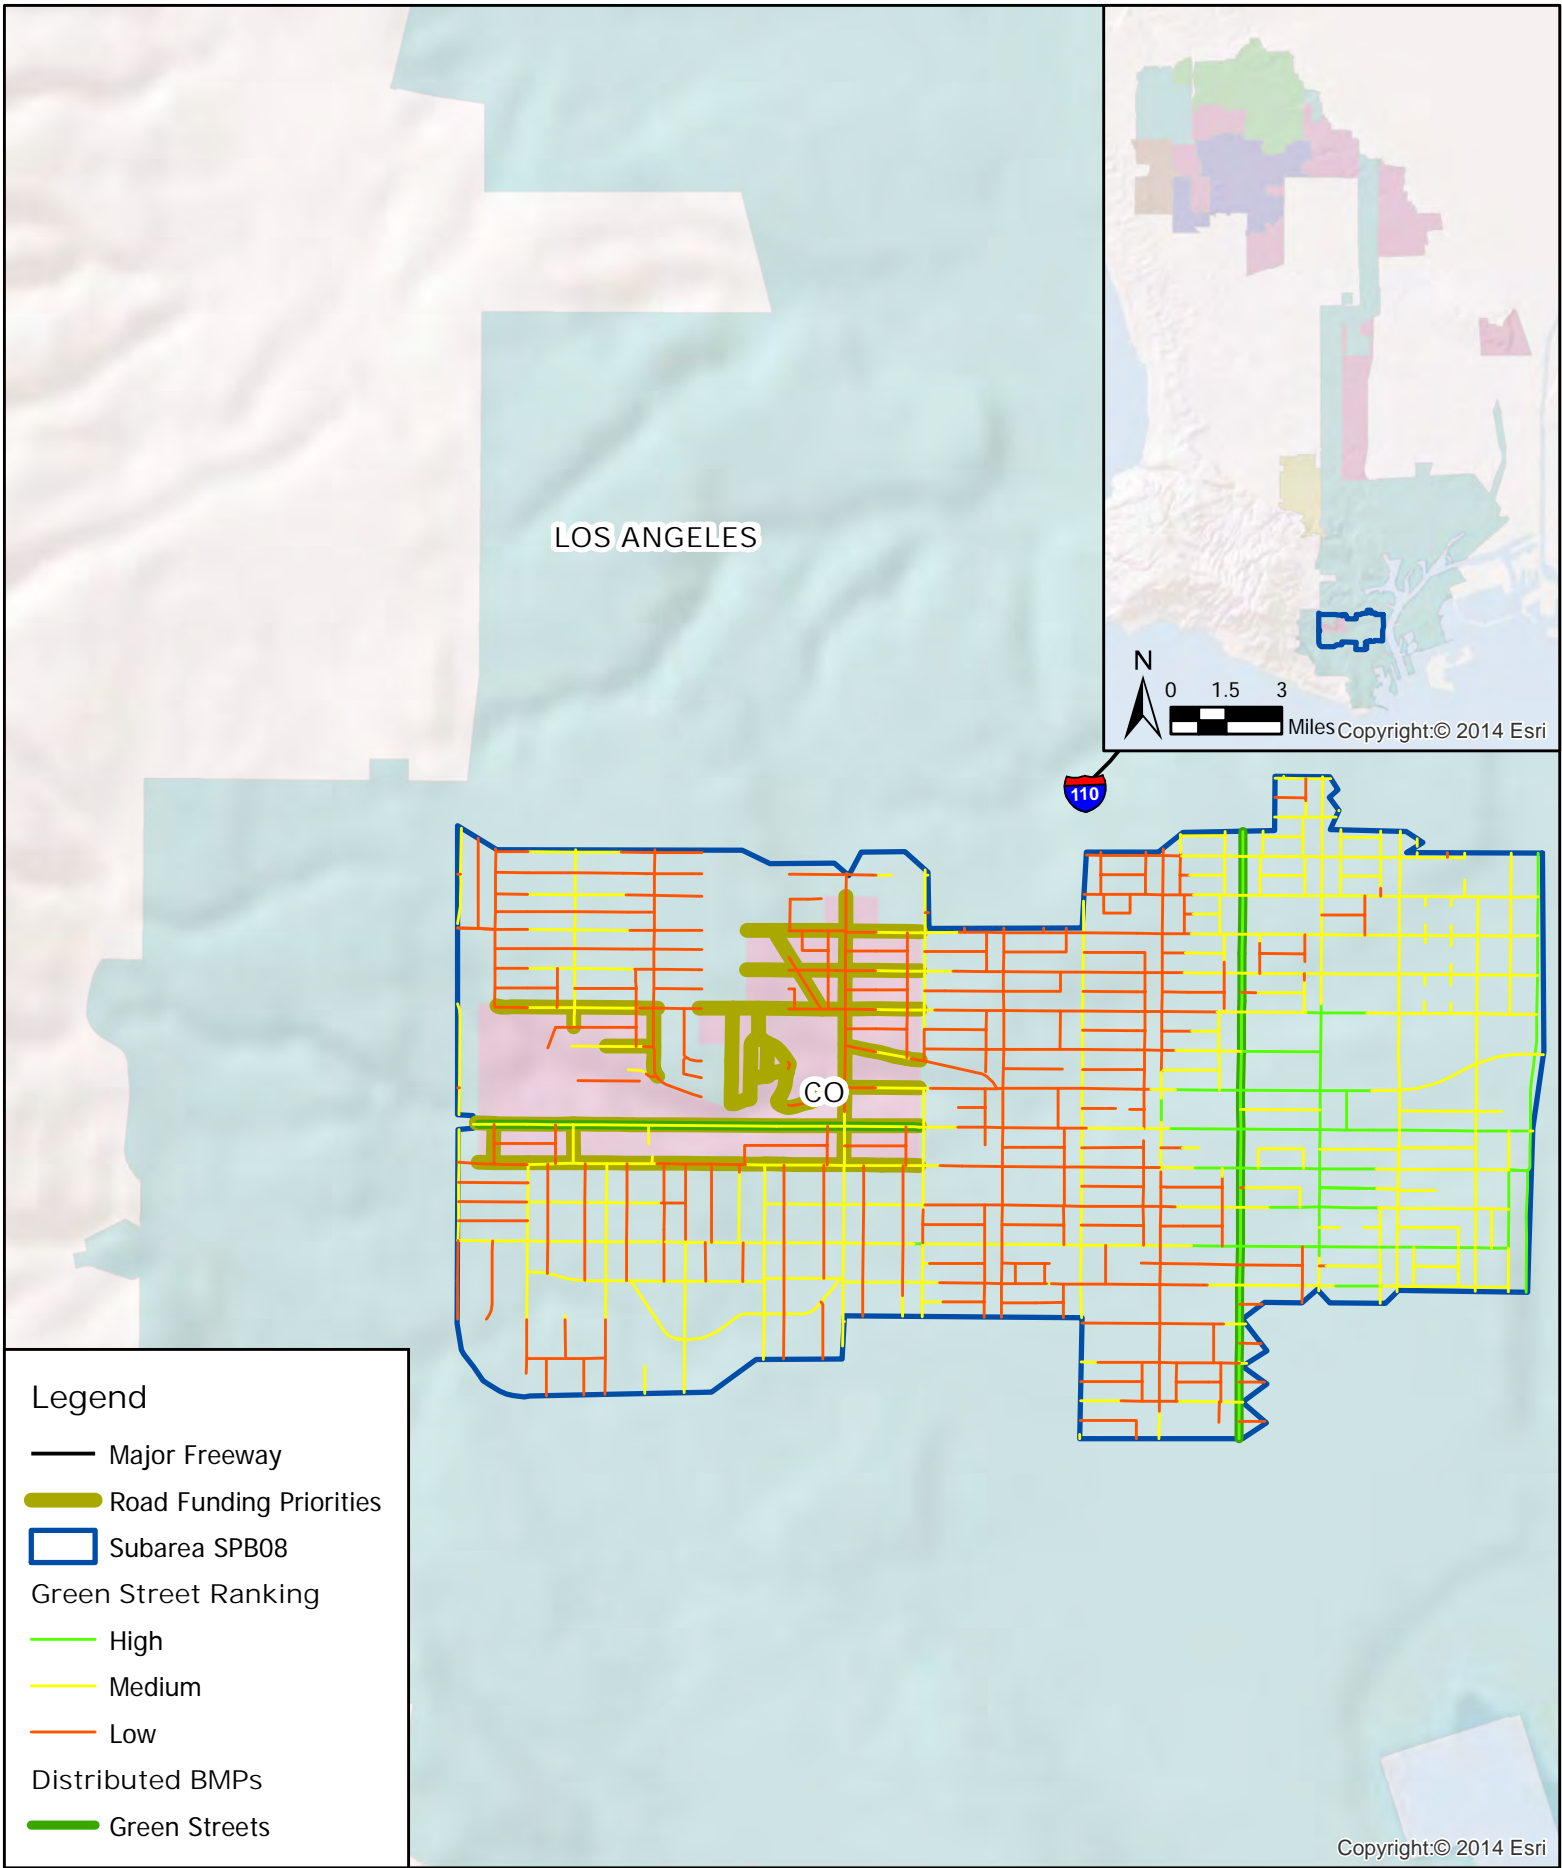 N
0 1.5 3
Miles
Copyright:© 2014 Esri
LOS ANGELES
110
CO
Legend
Major Freeway
Road Funding Priorities
Subarea SPB08
Green Street Ranking
High
Medium
Low
Distributed BMPs
Green Streets
Copyright:© 2014 Esri